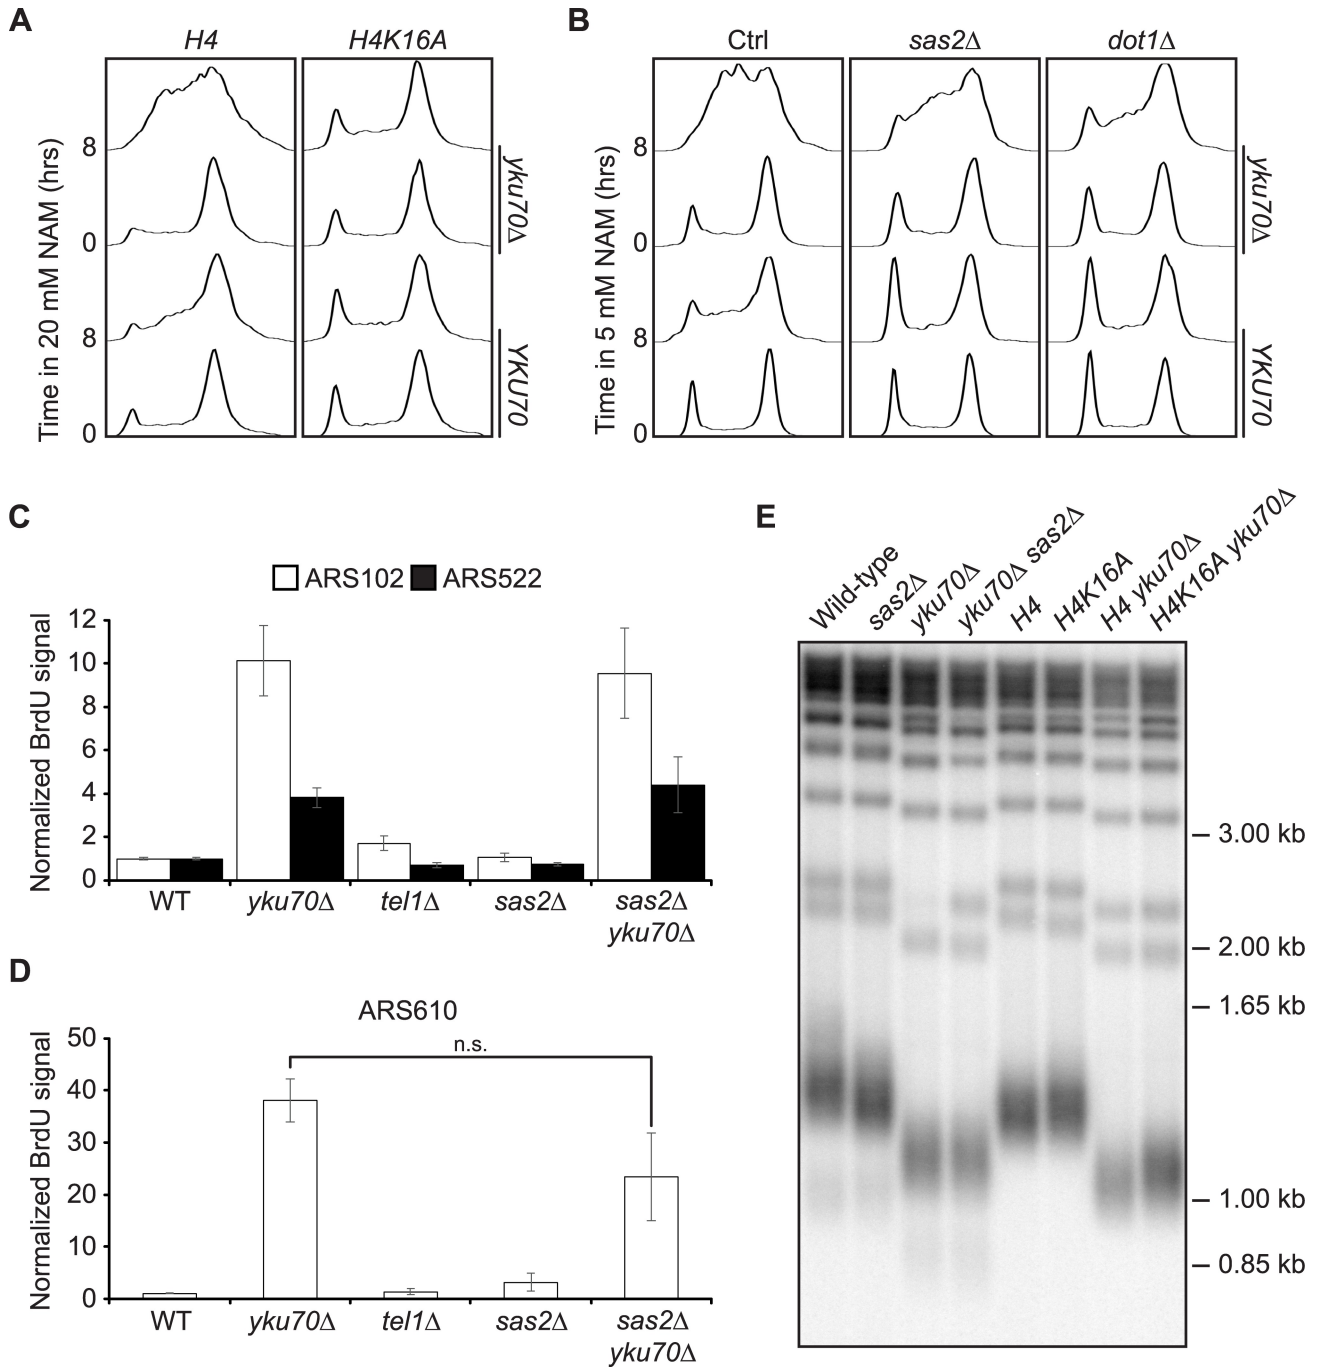 A
H4
H4K16A
Time in 20 mM NAM (hrs)
8
0
8
0
yku70Δ
YKU70
B
Ctrl
sas2Δ
dot1Δ
Time in 5 mM NAM (hrs)
8
0
8
0
yku70Δ
YKU70
C
ARS102
ARS522
Normalized BrdU signal
12
10
8
6
4
2
0
WT
yku70Δ
tel1Δ
sas2Δ
sas2Δ
yku70Δ
D
ARS610
n.s.
Normalized BrdU signal
50
40
30
20
10
0
WT
yku70Δ
tel1Δ
sas2Δ
sas2Δ
yku70Δ
E
Wild-type
sas2Δ
yku70Δ
yku70Δ sas2Δ
H4
H4K16A
H4 yku70Δ
H4K16A yku70Δ
3.00 kb
2.00 kb
1.65 kb
1.00 kb
0.85 kb